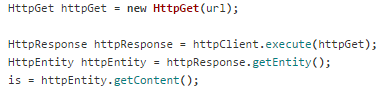 HttpGet httpGet = new HttpGet(url);
HttpResponse httpResponse = httpClient.execute(httpGet);
HttpEntity httpEntity = httpResponse.getEntity();
is = httpEntity.getContent();